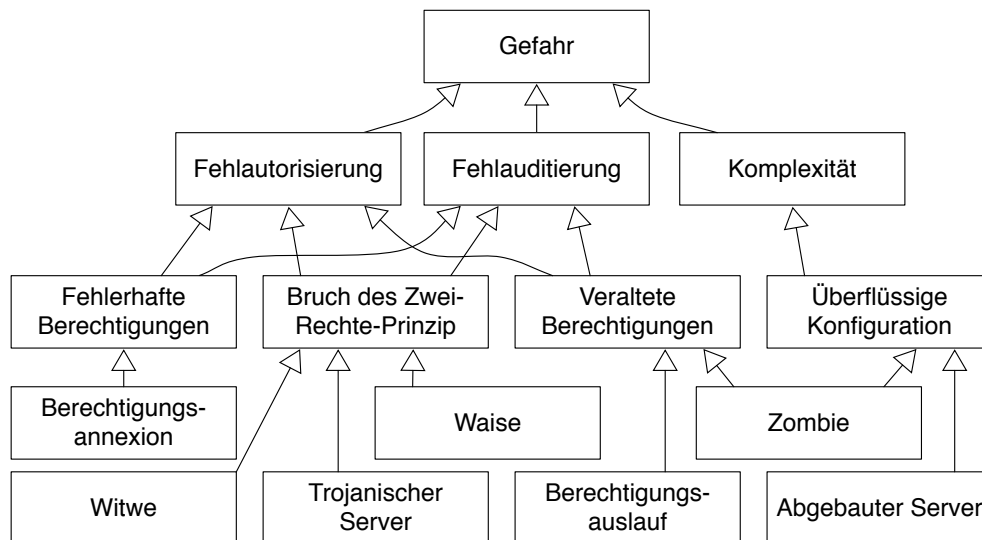 Gefahr
Fehlautorisierung
Fehlauditierung
Komplexität
Fehlerhafte
Berechtigungen
Bruch des Zwei-
Rechte-Prinzip
Veraltete
Berechtigungen
Überflüssige
Konfiguration
Berechtigungs-
annexion
Waise
Zombie
Witwe
Trojanischer
Server
Berechtigungs-
auslauf
Abgebauter Server